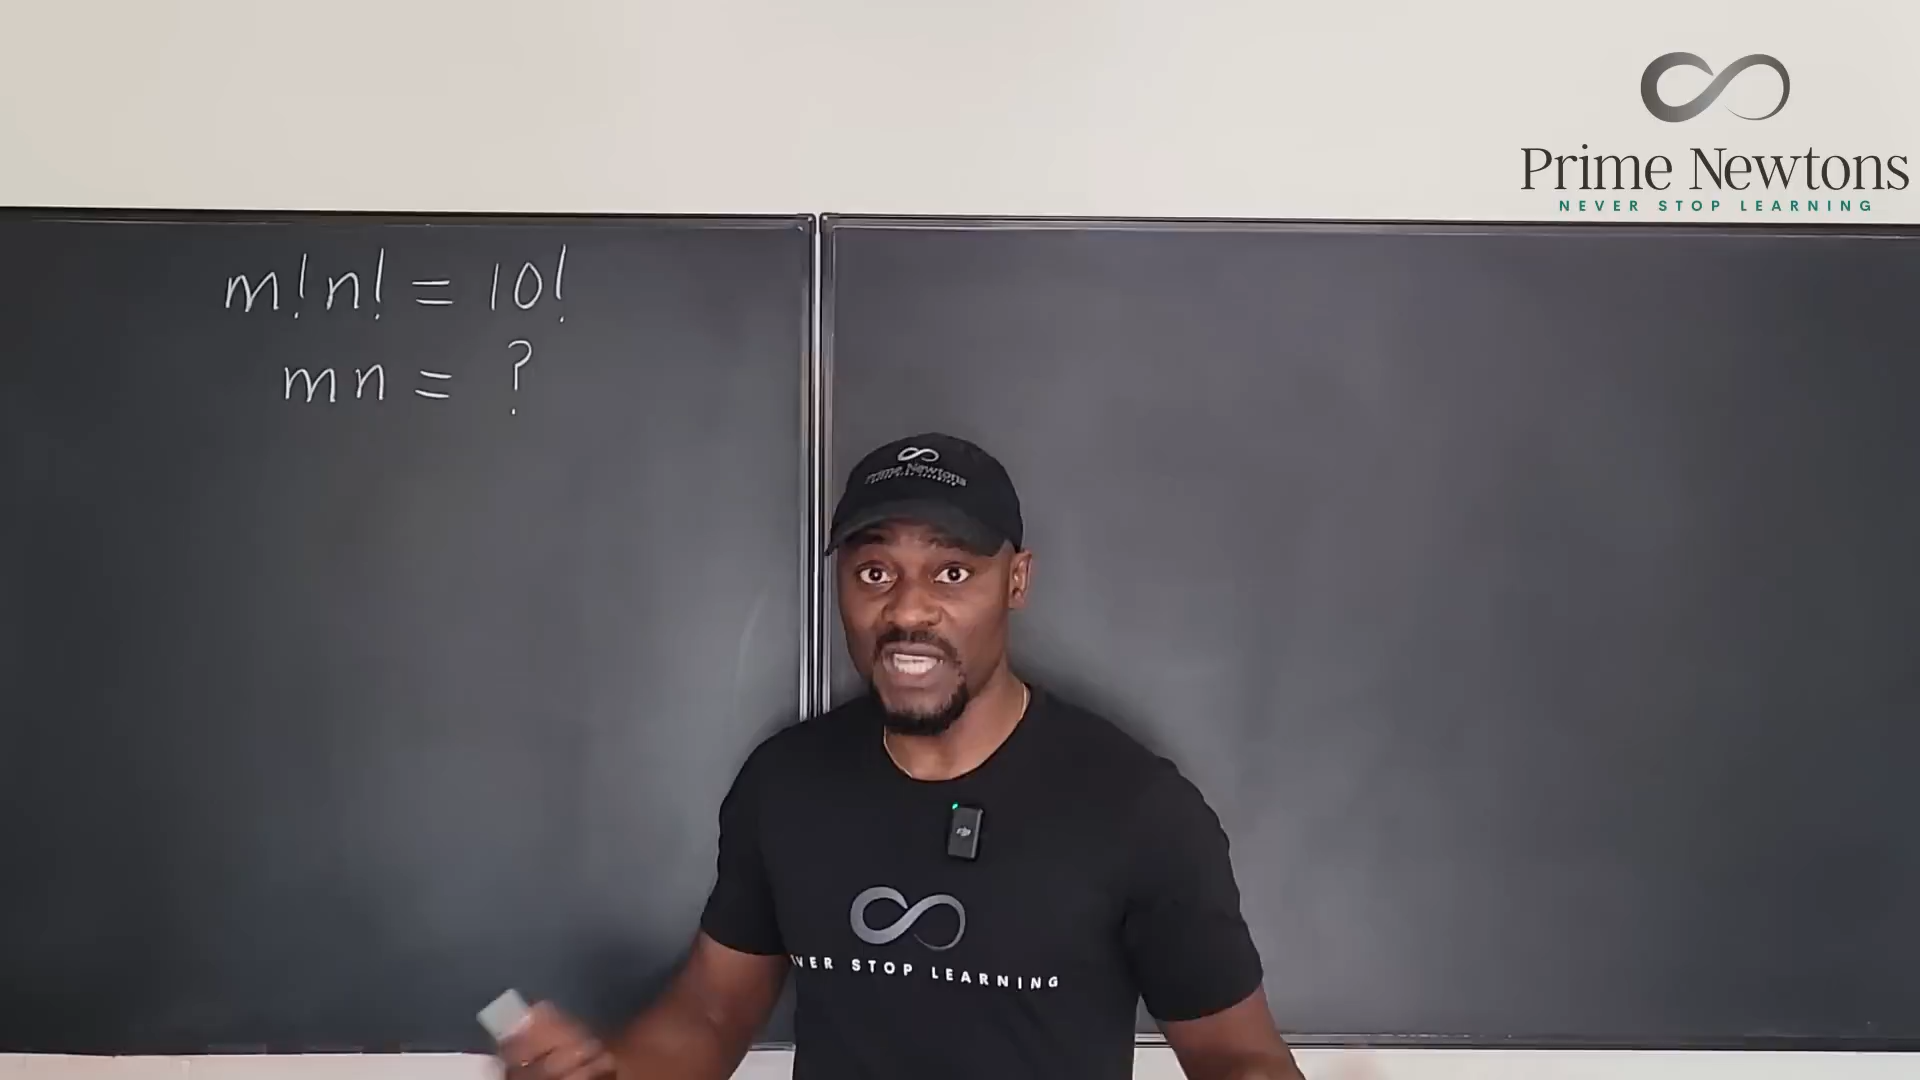 Prime Newtons
NEVER STOP LEARNING
m!n! = 10!
mn = ?
Prime Newtons
VER STOP LEARNING